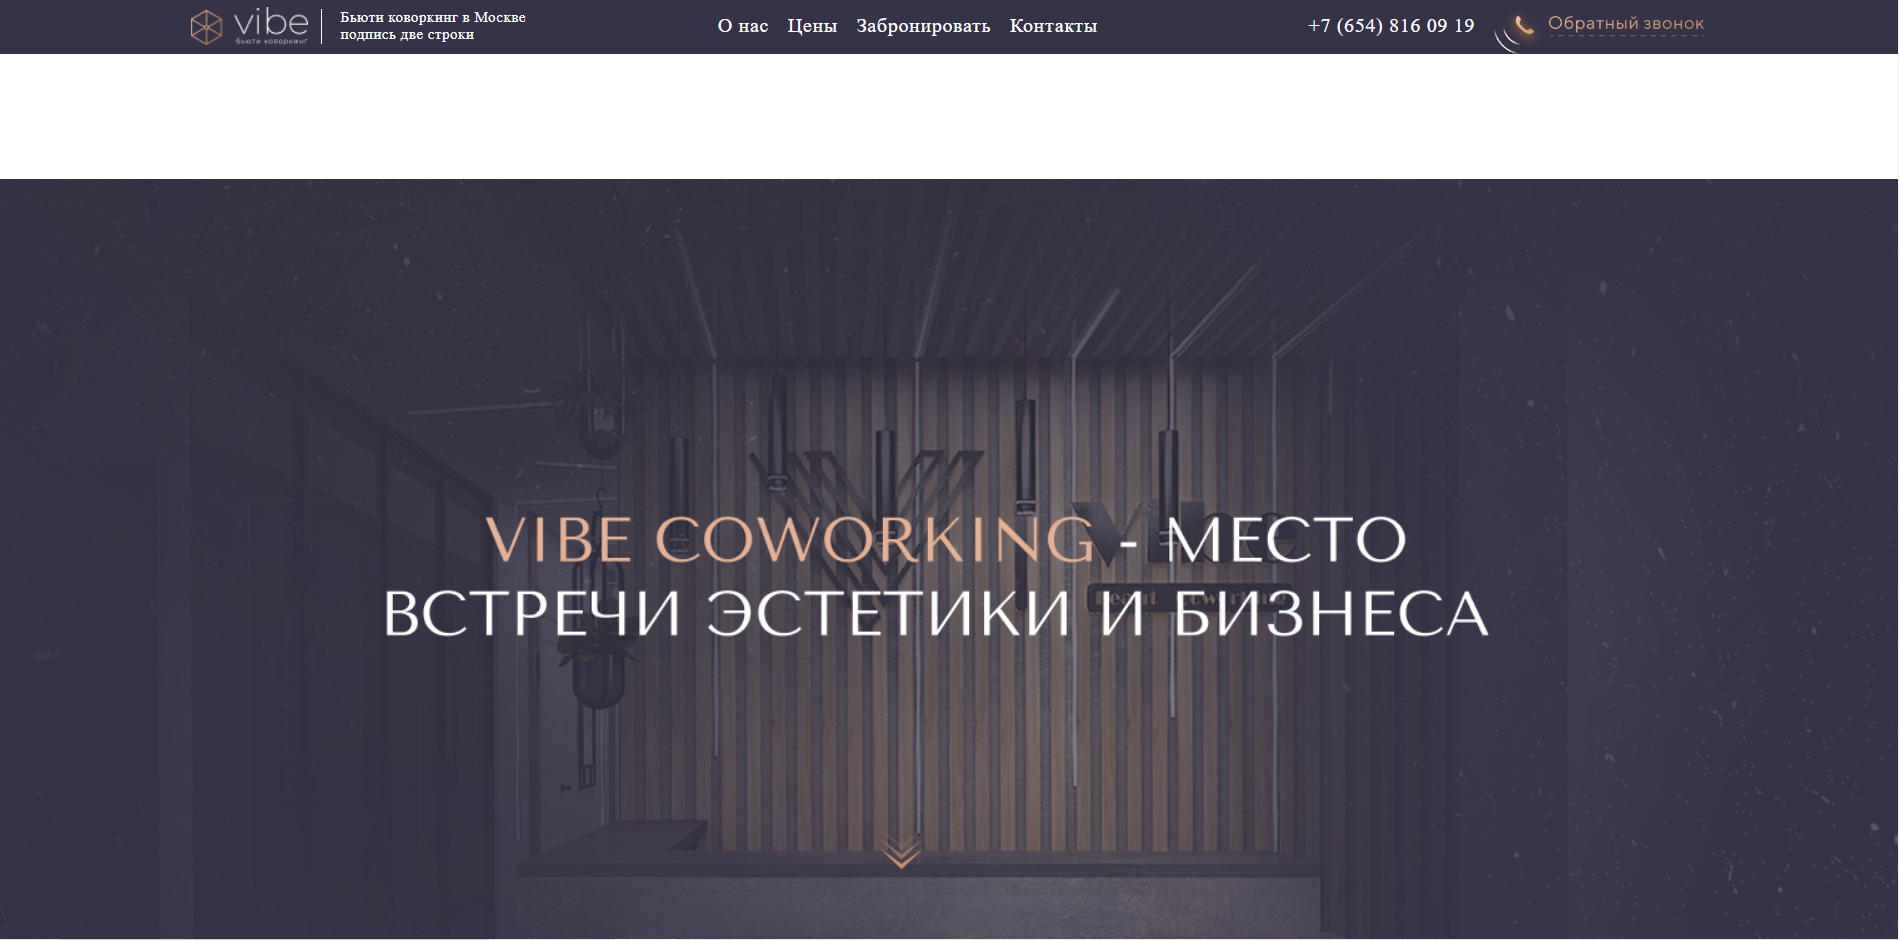 vibe
бьюти коворкинг
Бьюти коворкинг в Москве
подпись две строки
О нас Цены Забронировать Контакты
+7 (654) 816 09 19
Обратный звонок
VIBE COWORKING - МЕСТО
ВСТРЕЧИ ЭСТЕТИКИ И БИЗНЕСА